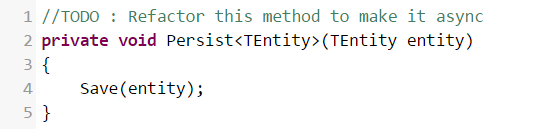 1 //TODO : Refactor this method to make it async
2 private void Persist<TEntity>(TEntity entity)
3 {
4     Save(entity);
5 }